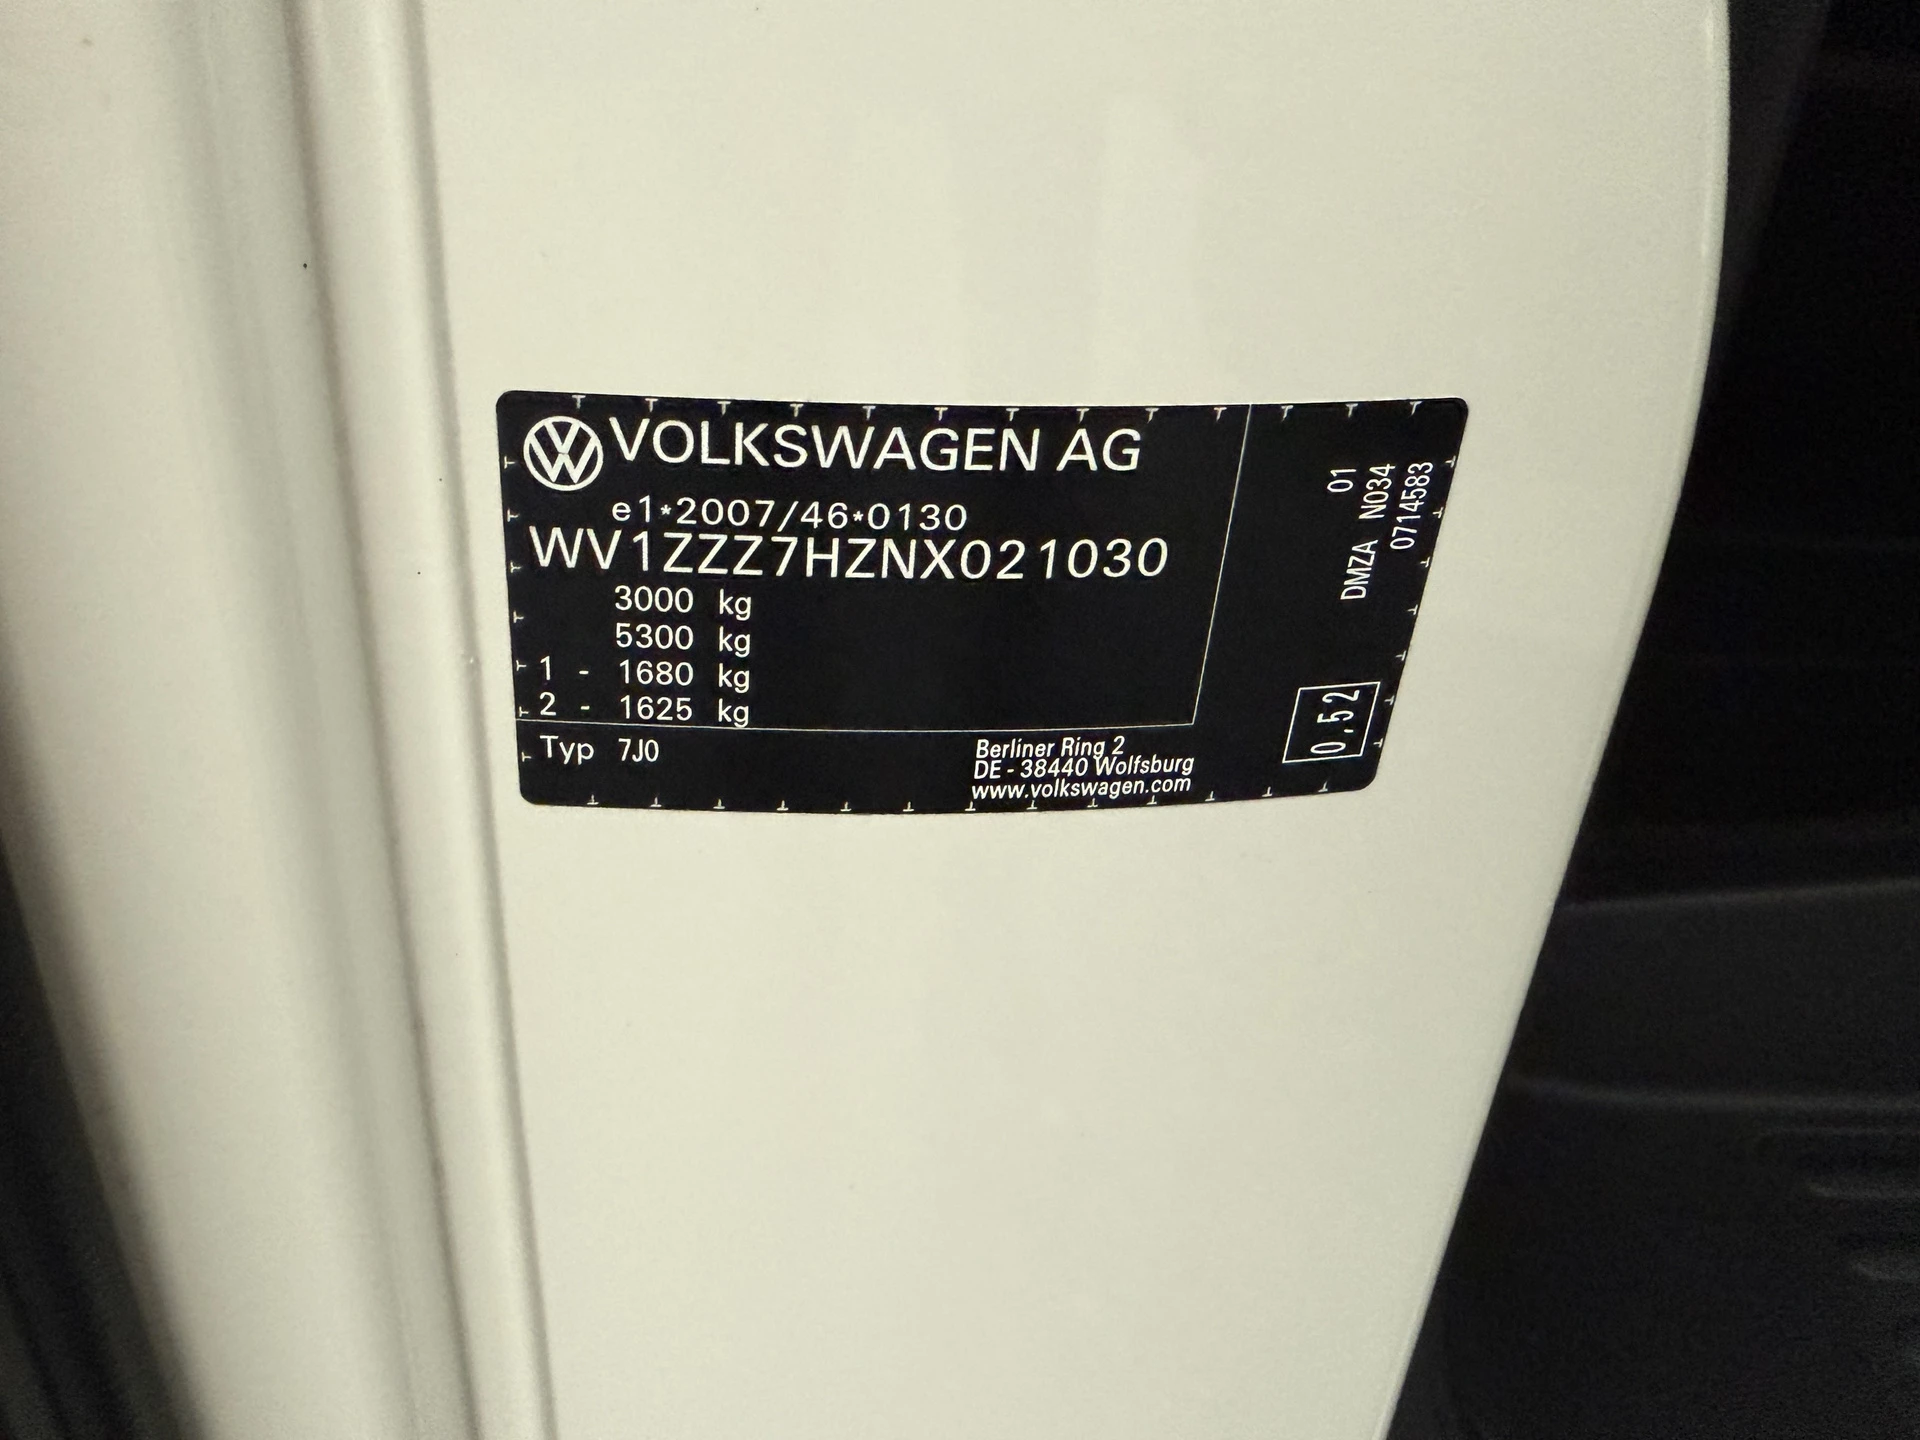 VOLKSWAGEN AG
e1*2007/46*0130
WV1ZZZ7HZNX021030
3000 kg
5300 kg
1 - 1680 kg
2 - 1625 kg
Typ 7J0
Berliner Ring 2
DE - 38440 Wolfsburg
www.volkswagen.com
01
DMZA N034
0714583
0,52